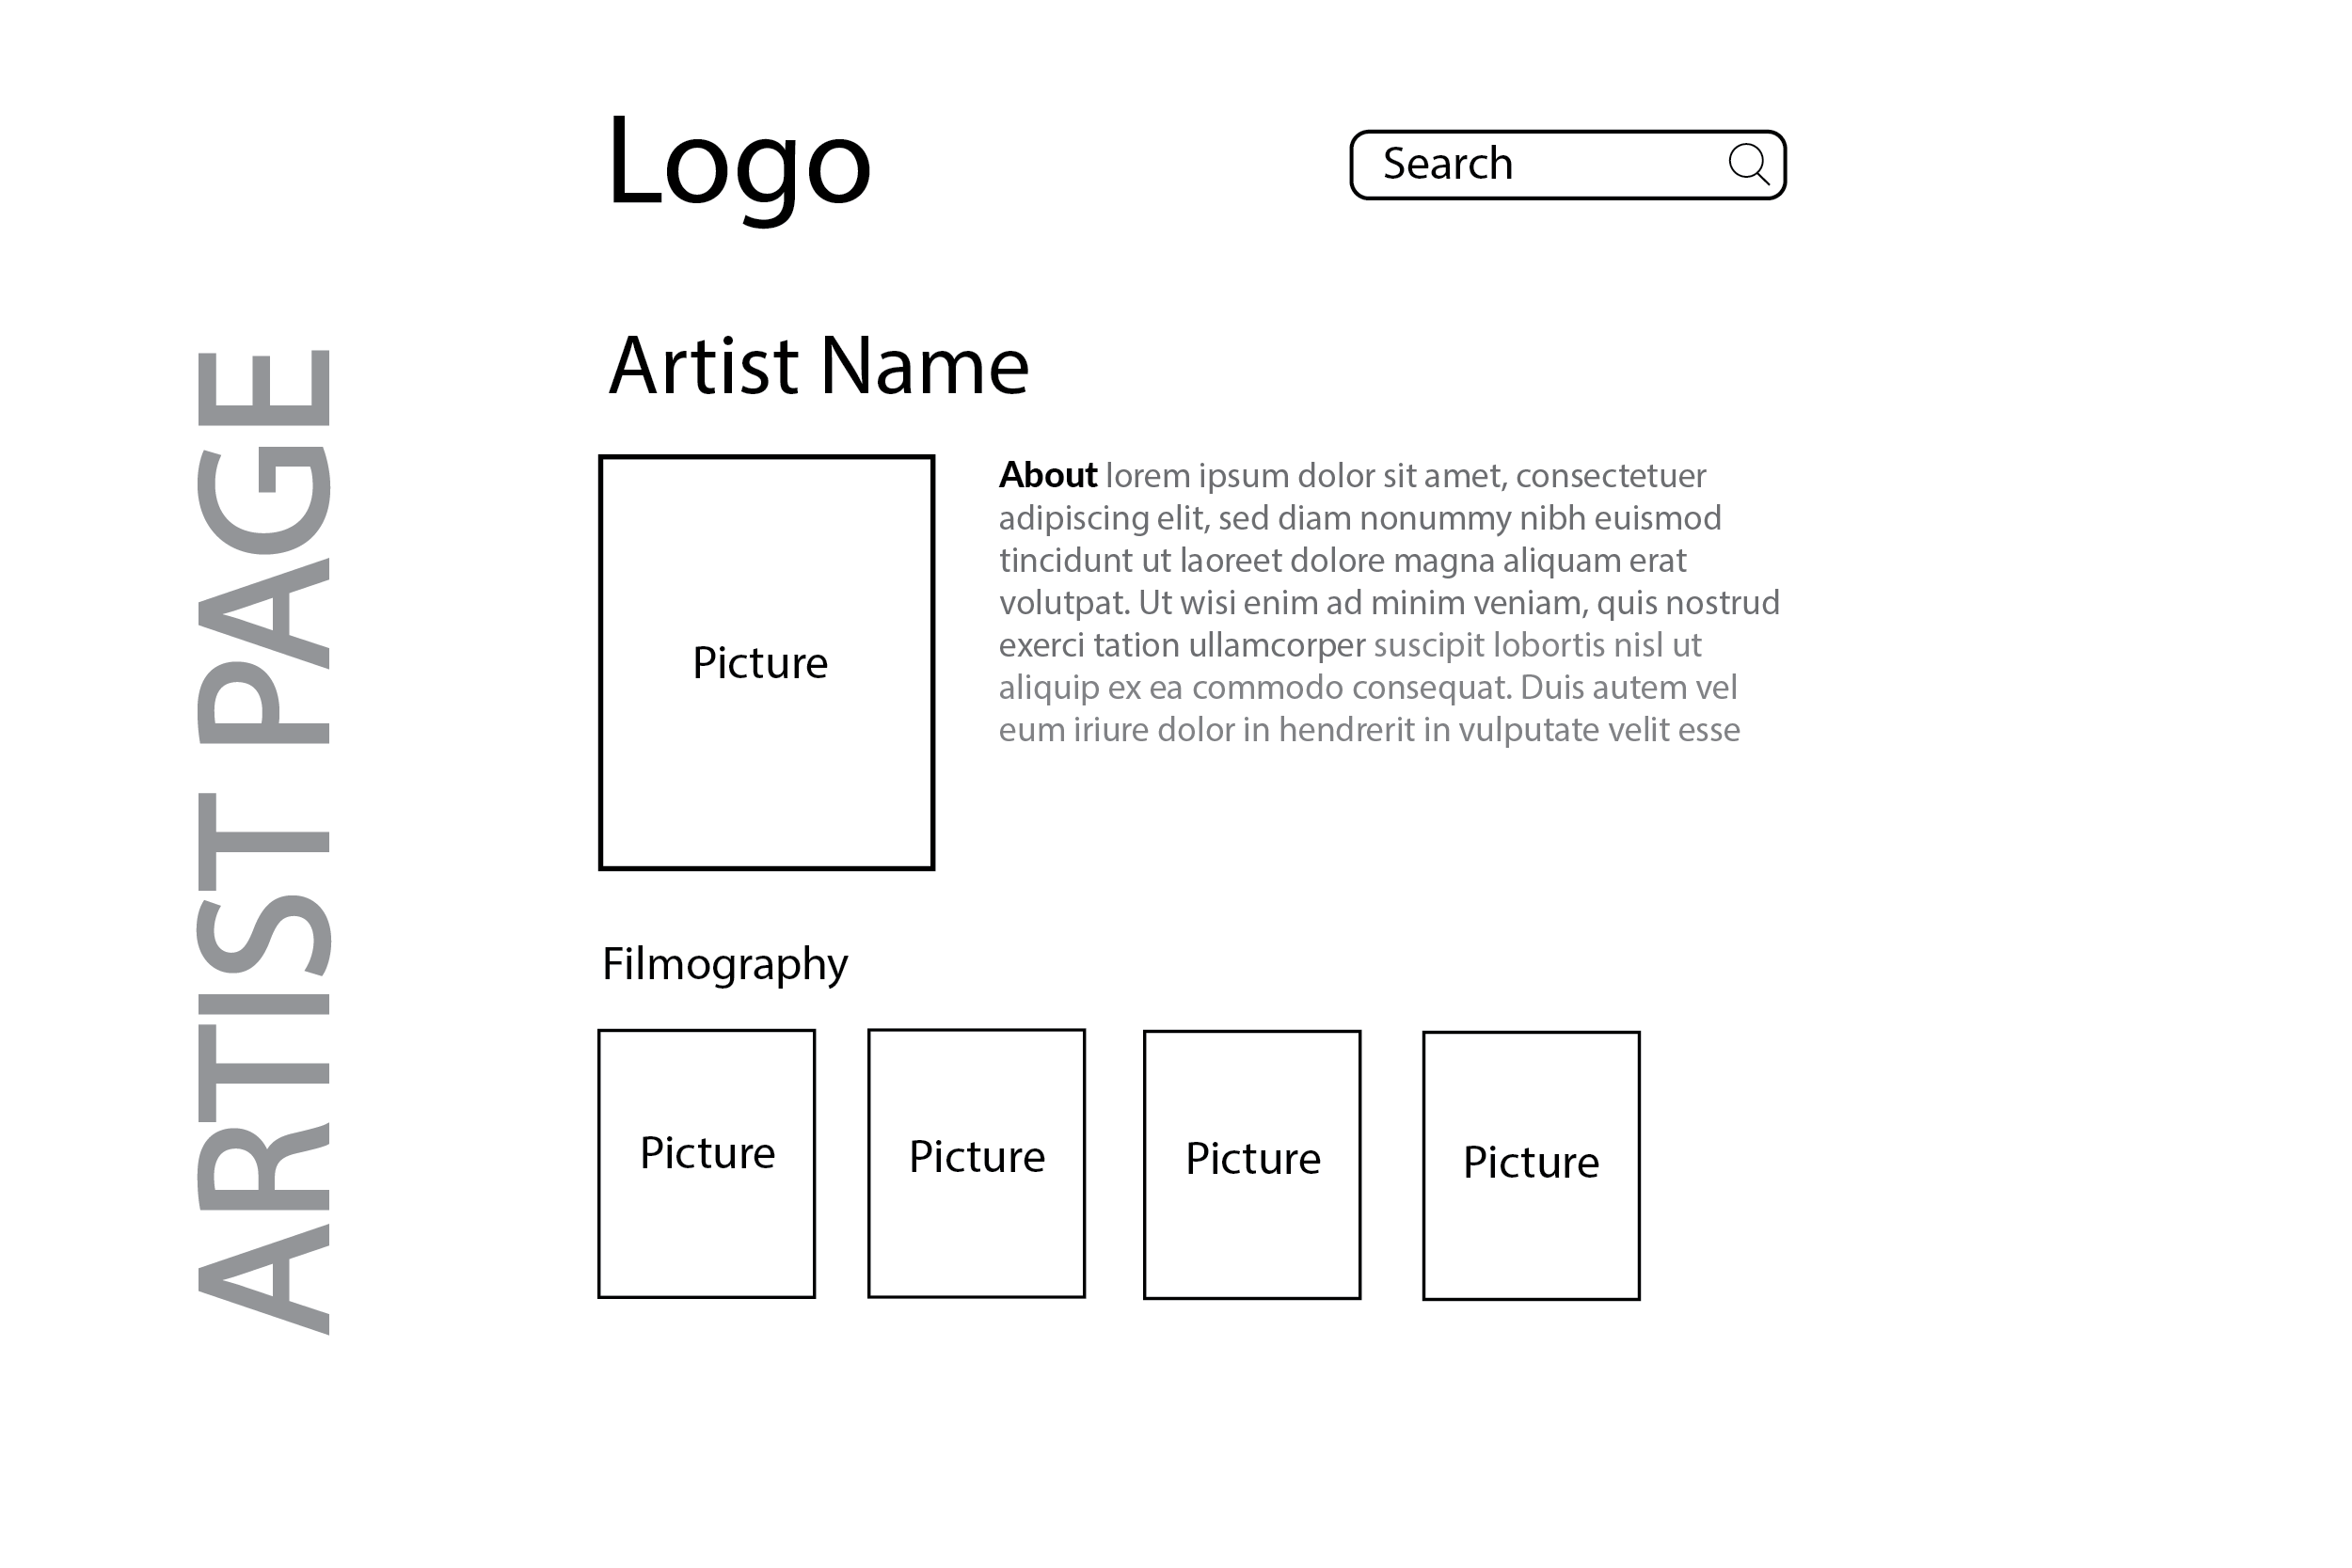 Logo
Search
ARTIST PAGE
Artist Name
About lorem ipsum dolor sit amet, consectetuer
adipiscing elit, sed diam nonummy nibh euismod
tincidunt ut laoreet dolore magna aliquam erat
volutpat. Ut wisi enim ad minim veniam, quis nostrud
exerci tation ullamcorper suscipit lobortis nisl ut
aliquip ex ea commodo consequat. Duis autem vel
eum iriure dolor in hendrerit in vulputate velit esse
Picture
Filmography
Picture
Picture
Picture
Picture